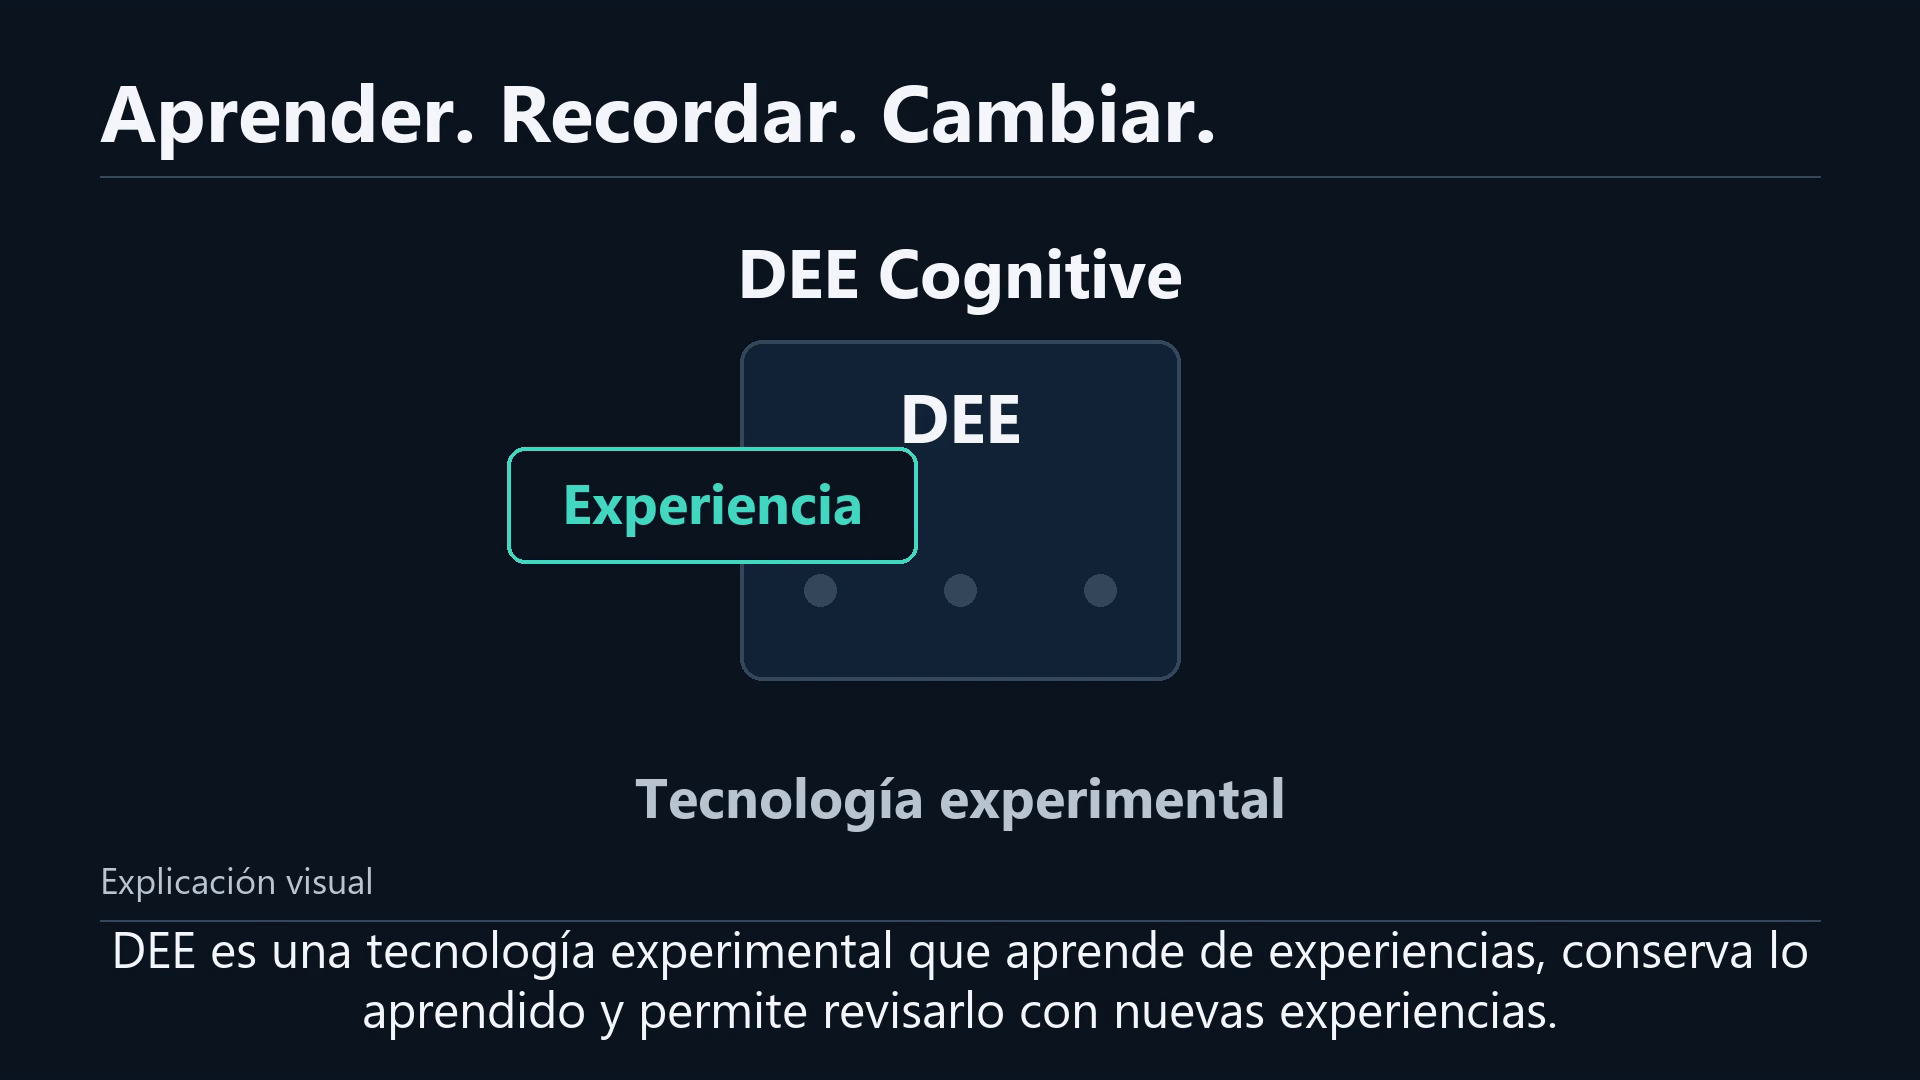 Aprender. Recordar. Cambiar.
DEE Cognitive
DEE
Experiencia
Tecnología experimental
Explicación visual
DEE es una tecnología experimental que aprende de experiencias, conserva lo
aprendido y permite revisarlo con nuevas experiencias.